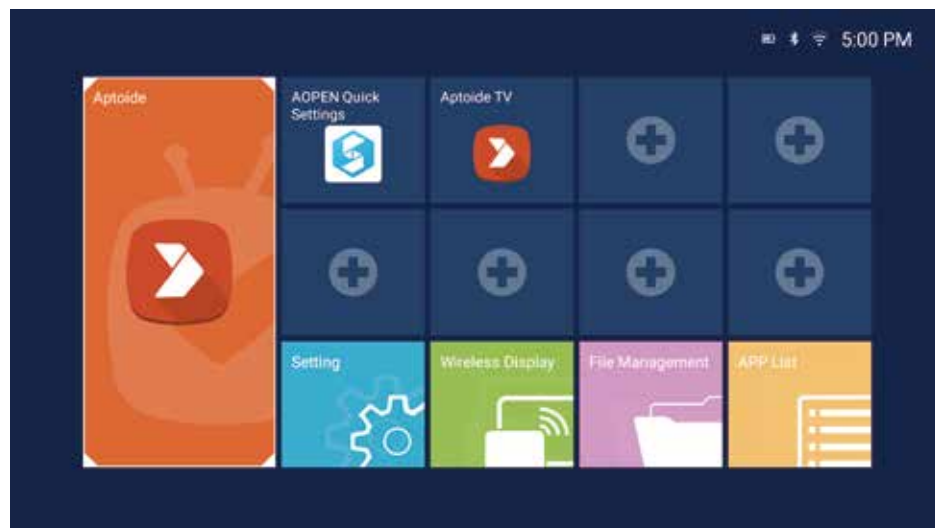 5:00 PM
Aptoide
AOPEN Quick
Settings
Aptoide TV
Setting
Wireless Display
File Management
APP List